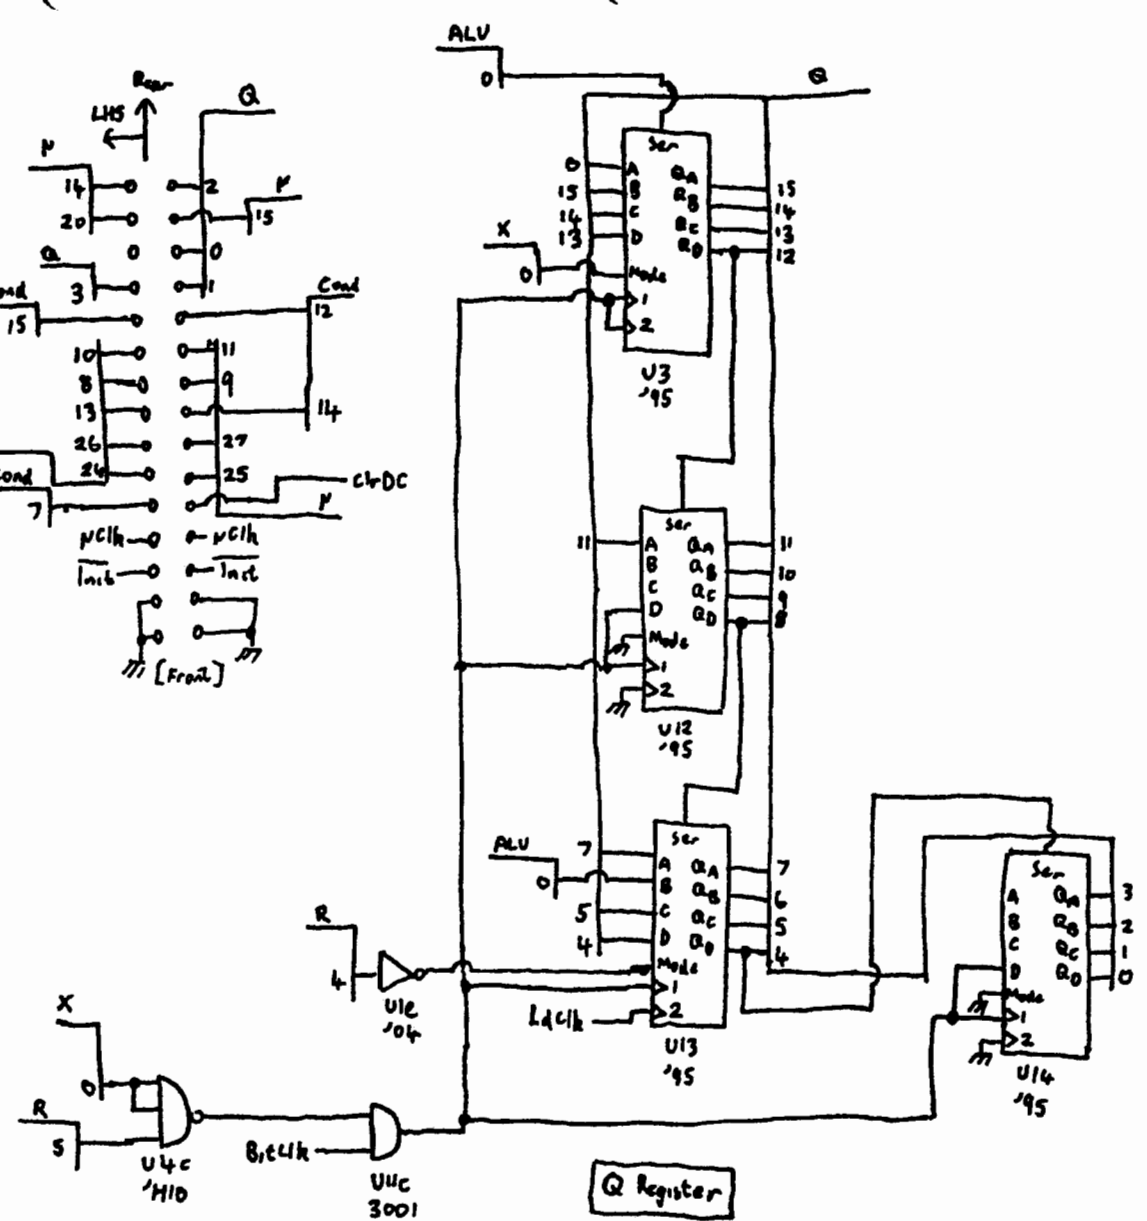 ALU
0
Q
Rear
LHS
Q
μ
14
2
μ
20
15
0
Q
3
1
Cond
15
12
10
11
8
9
13
14
26
27
24
25
Cond
7
ClrDC
μ
μClk
μClk
Init
Init
[Front]
Ser
0 A QA 15
15 B QB 14
14 C QC 13
13 D QD 12
X
0
Mode
1
2
U3
'95
Ser
11 A QA 11
B QB 10
C QC 9
D QD 8
Mode
1
2
U12
'95
ALU
0
Ser
7 A QA 7
B QB 6
5 C QC 5
4 D QD 4
Mode
1
LdClk 2
U13
'95
R
4
U1e
'04
Ser
A QA 3
B QB 2
C QC 1
D QD 0
Mode
1
2
U14
'95
X
0
R
5
U4c
'H10
BitClk
U11c
3001
Q Register